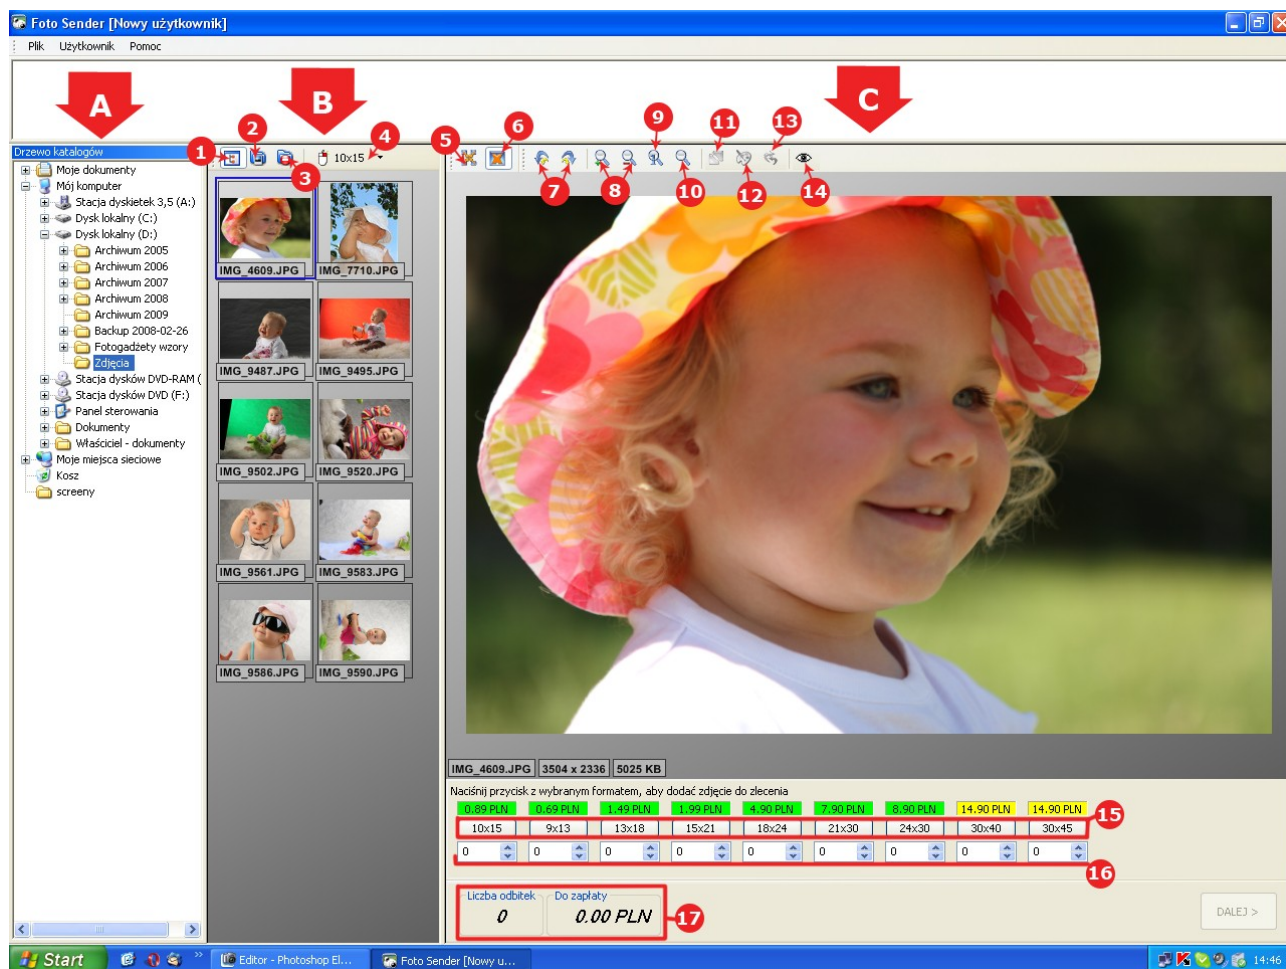 Foto Sender [Nowy użytkownik]
Plik Użytkownik Pomoc
A
B
C
1
2
3
4
5
6
7
8
9
10
11
12
13
14
Drzewo katalogów
10x15
Moje dokumenty
Mój komputer
Stacja dyskietek 3,5 (A:)
Dysk lokalny (C:)
Dysk lokalny (D:)
Archiwum 2005
Archiwum 2006
Archiwum 2007
Archiwum 2008
Archiwum 2009
Backup 2008-02-26
Fotogadżety wzory
Zdjęcia
Stacja dysków DVD-RAM (
Stacja dysków DVD (F:)
Panel sterowania
Dokumenty
Właściciel - dokumenty
Moje miejsca sieciowe
Kosz
screeny
IMG_4609.JPG IMG_7710.JPG
IMG_9487.JPG IMG_9495.JPG
IMG_9502.JPG IMG_9520.JPG
IMG_9561.JPG IMG_9583.JPG
IMG_9586.JPG IMG_9590.JPG
IMG_4609.JPG 3504 x 2336 5025 KB
Naciśnij przycisk z wybranym formatem, aby dodać zdjęcie do zlecenia
0.89 PLN 0.69 PLN 1.49 PLN 1.99 PLN 4.90 PLN 7.90 PLN 8.90 PLN 14.90 PLN 14.90 PLN
10x15 9x13 13x18 15x21 18x24 21x30 24x30 30x40 30x45 15
0 0 0 0 0 0 0 0 0
16
Liczba odbitek Do zapłaty
0 0.00 PLN 17
DALEJ >
Start » Editor - Photoshop El... Foto Sender [Nowy u... 14:46